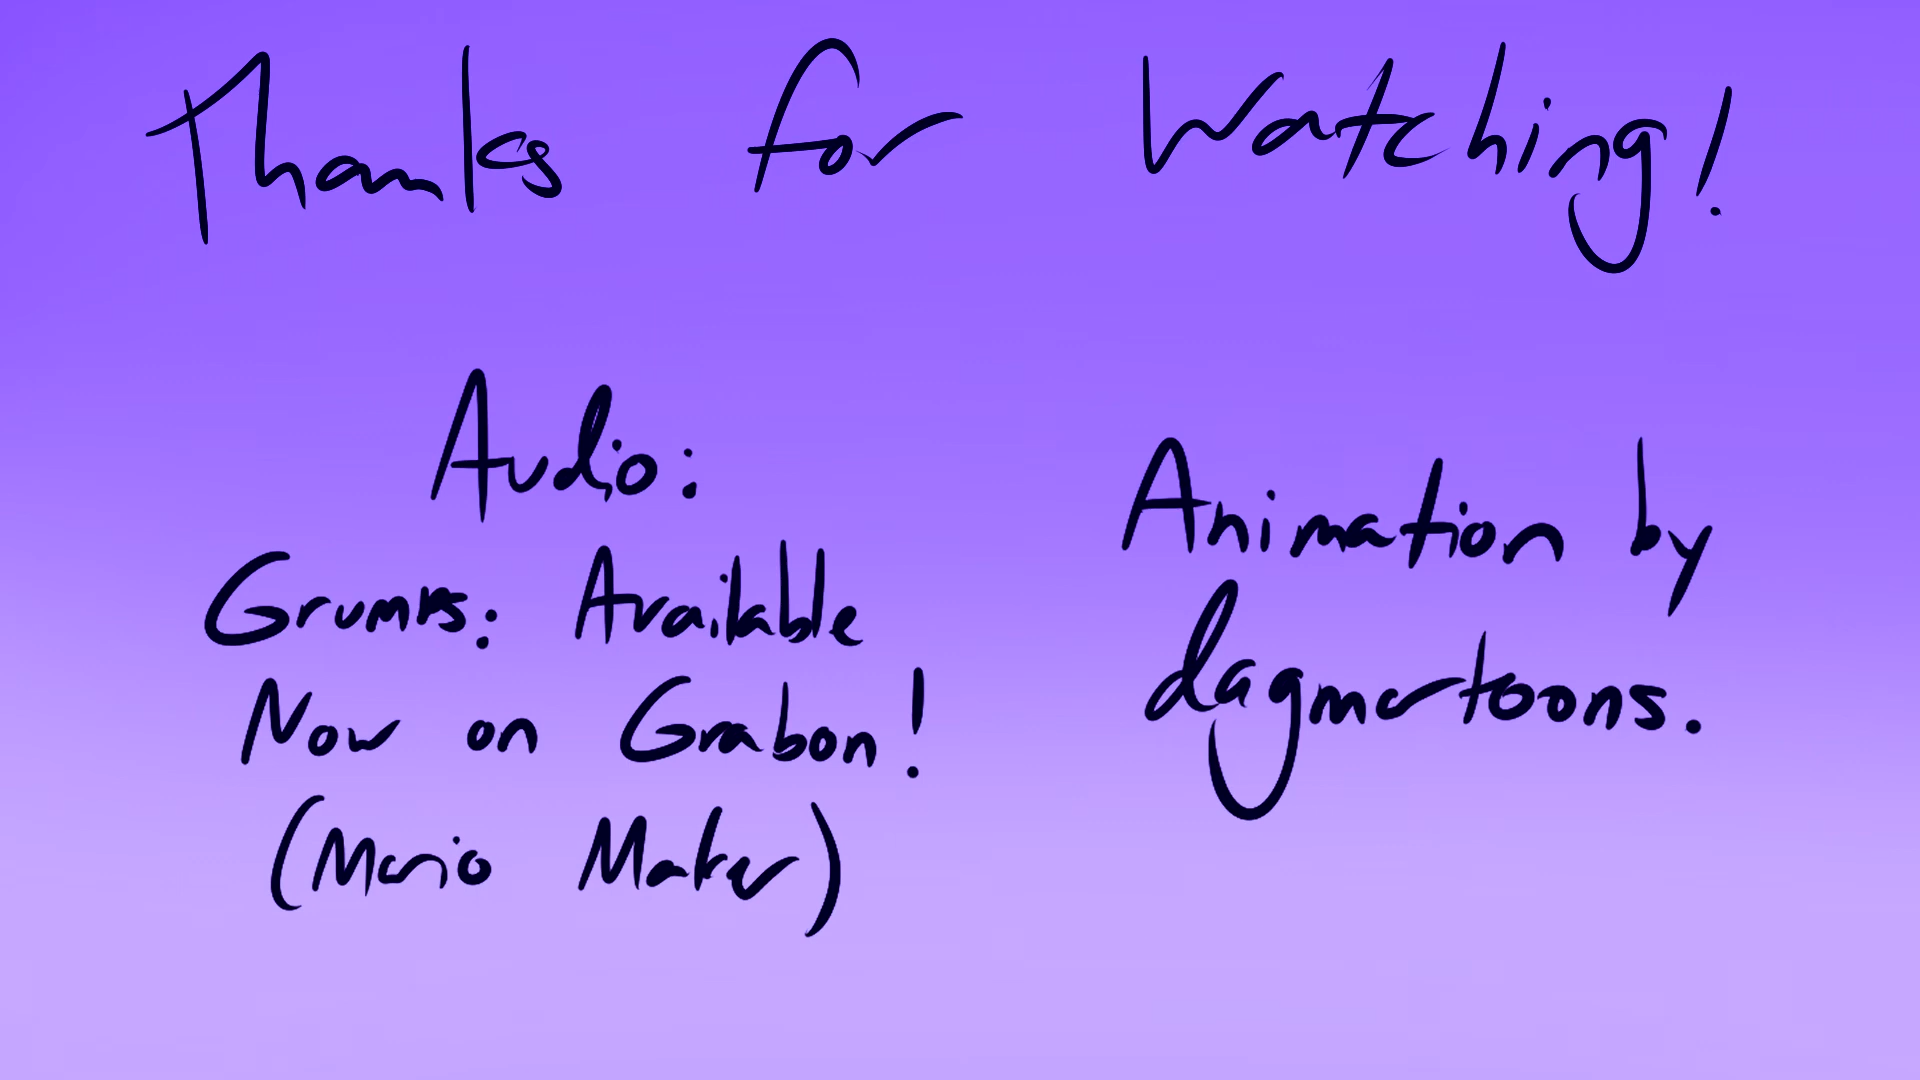 Thanks for Watching!
Audio:
Grumps: Available
Now on Grabon!
(Mario Maker)
Animation by
dagmartoons.